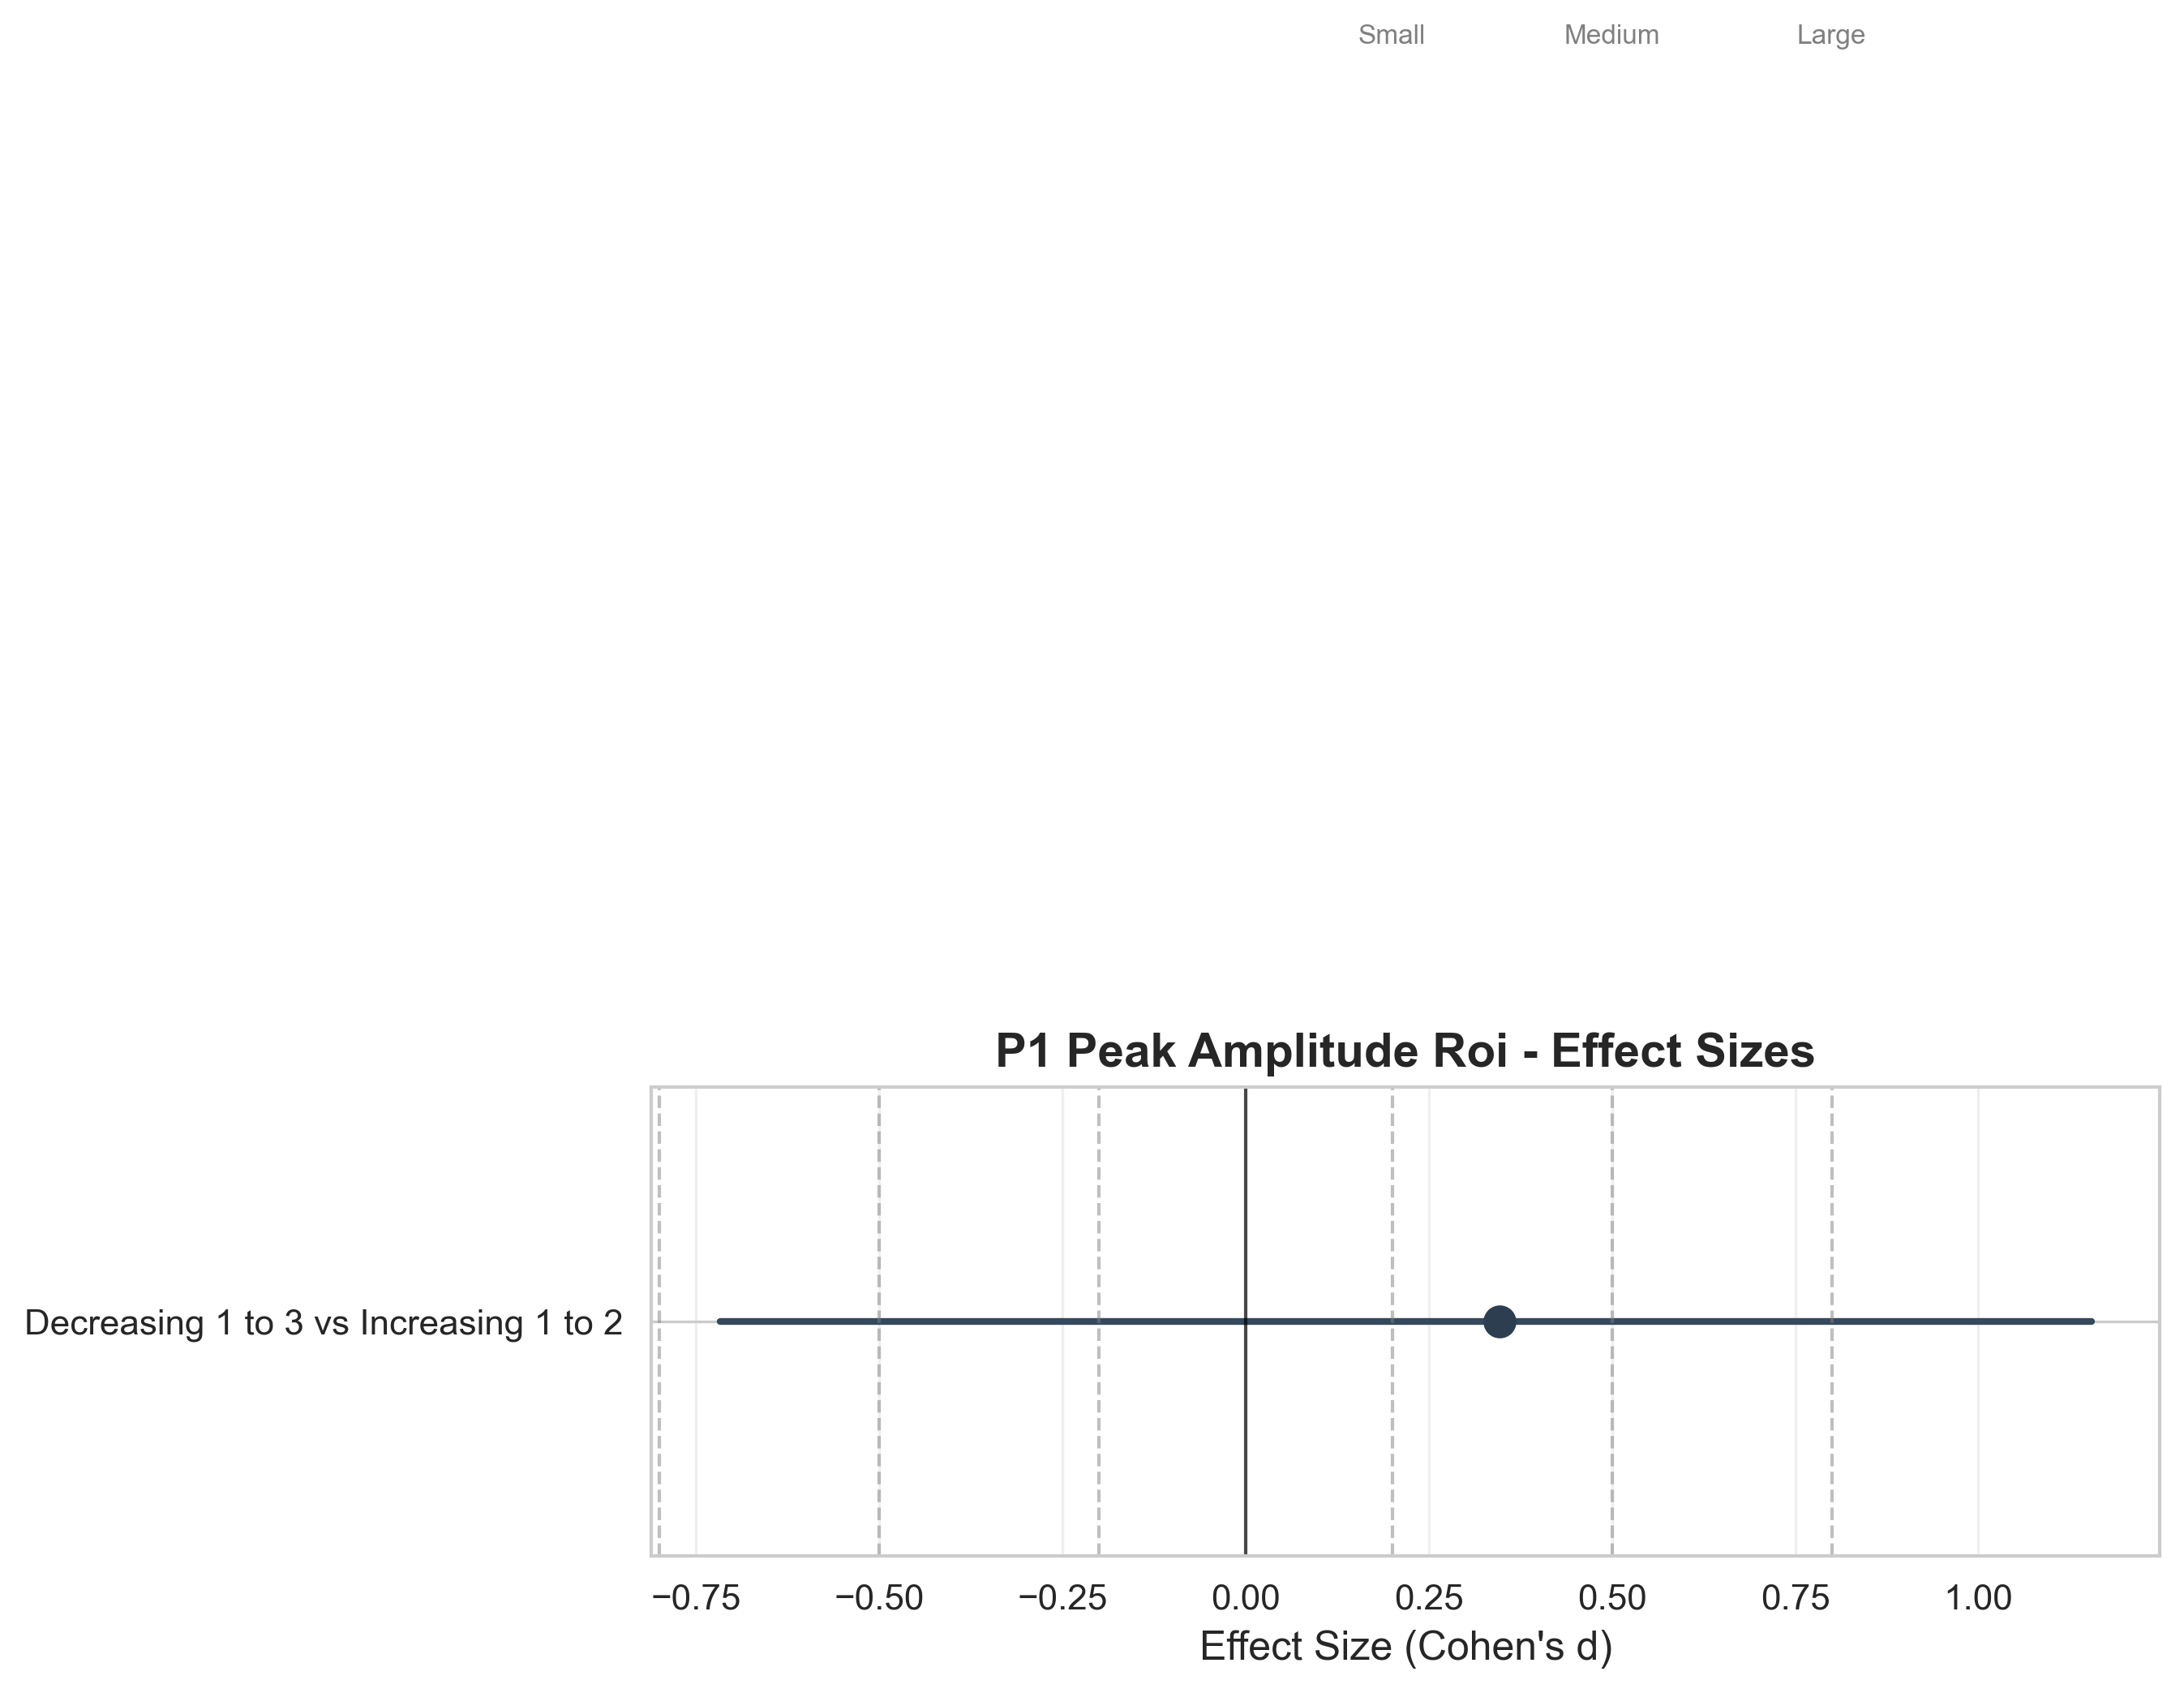 Small Medium Large
P1 Peak Amplitude Roi - Effect Sizes
Decreasing 1 to 3 vs Increasing 1 to 2
−0.75 −0.50 −0.25 0.00 0.25 0.50 0.75 1.00
Effect Size (Cohen's d)